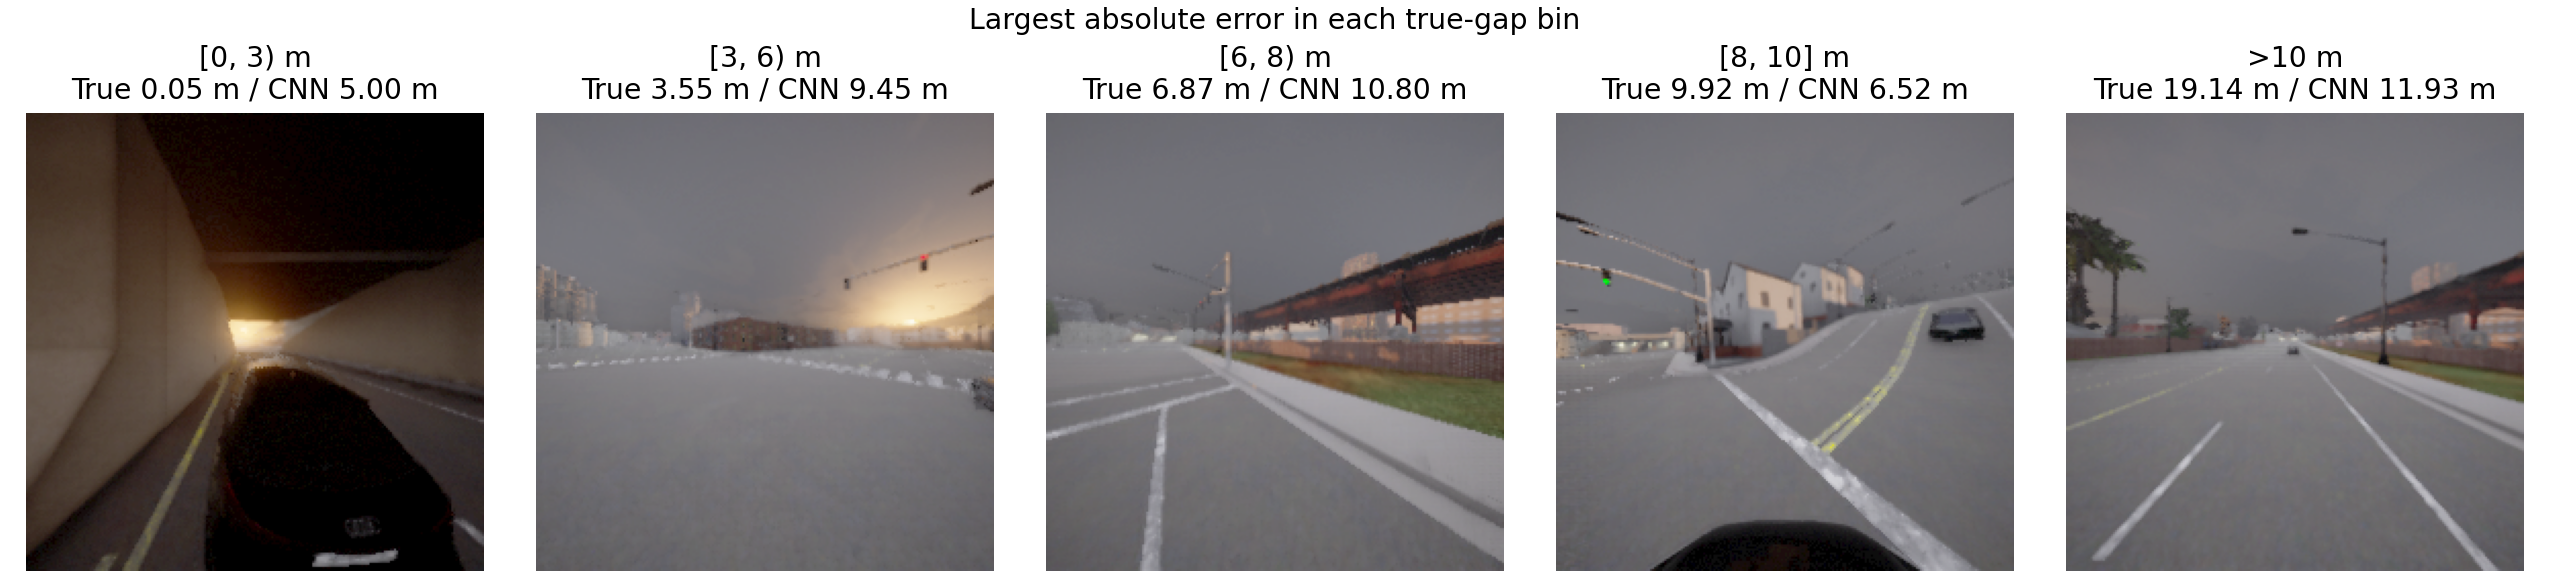 Largest absolute error in each true-gap bin
[0, 3) m
True 0.05 m / CNN 5.00 m
[3, 6) m
True 3.55 m / CNN 9.45 m
[6, 8) m
True 6.87 m / CNN 10.80 m
[8, 10] m
True 9.92 m / CNN 6.52 m
>10 m
True 19.14 m / CNN 11.93 m